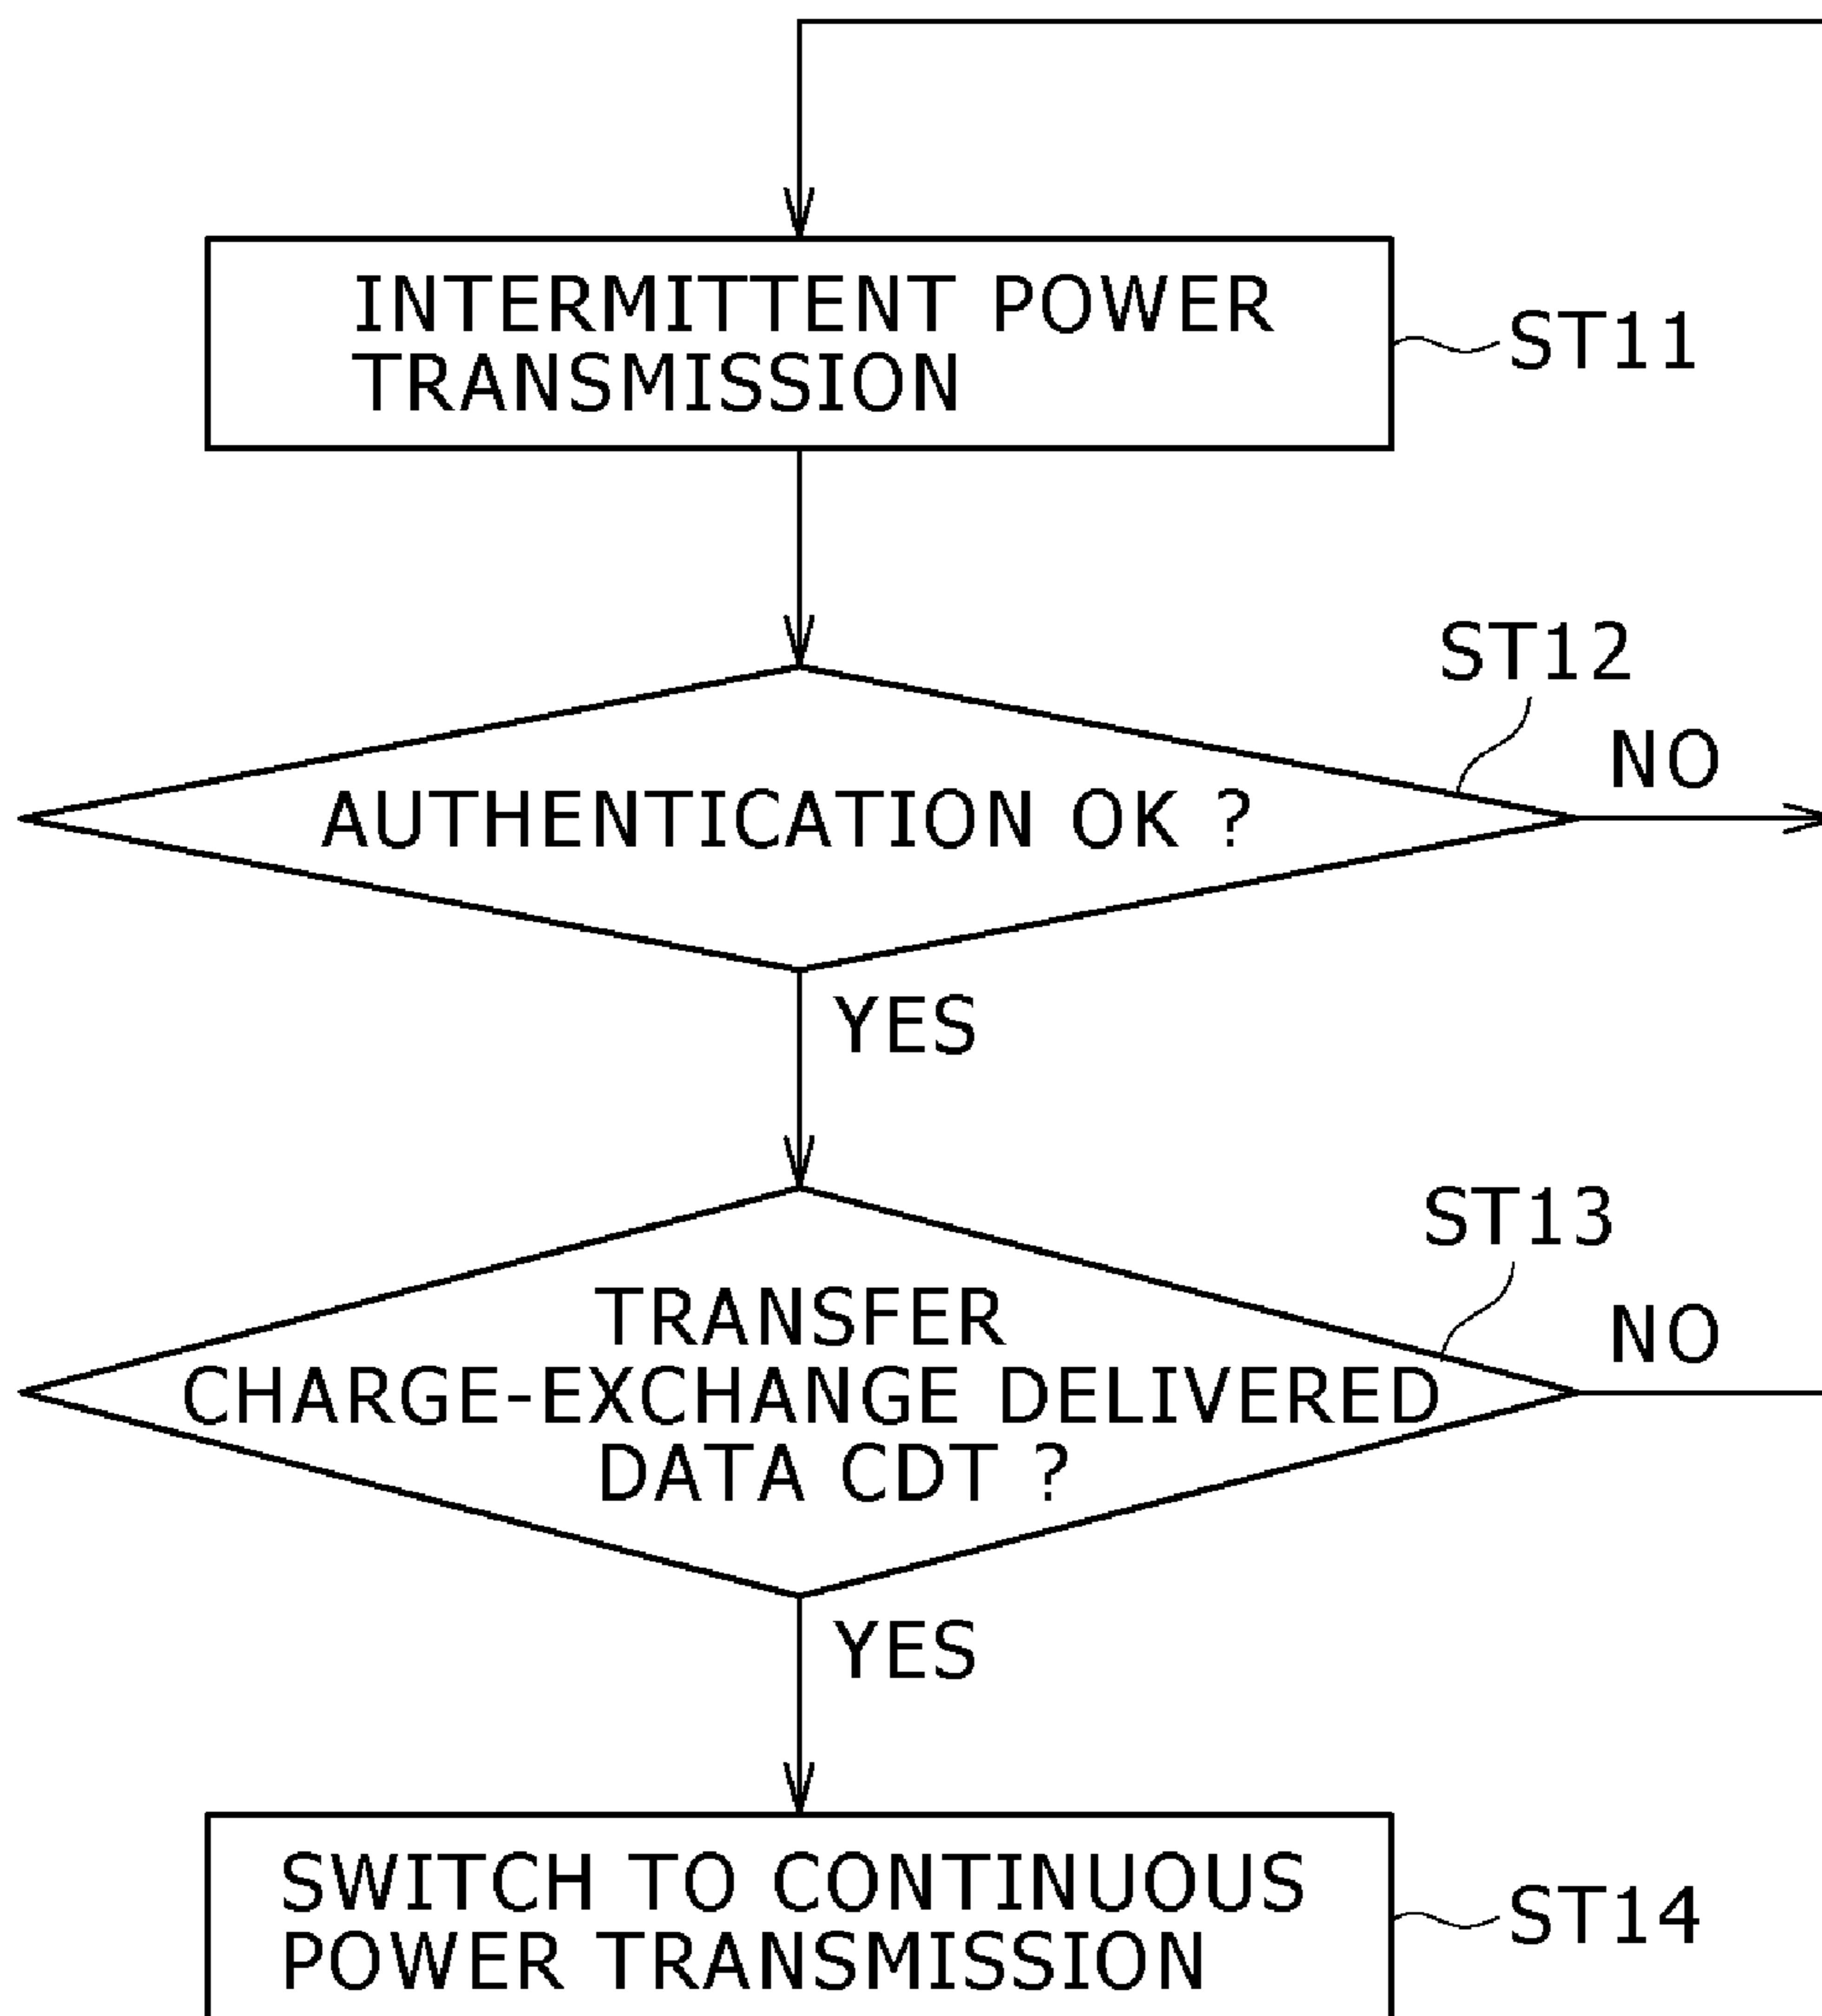 INTERMITTENT POWER
TRANSMISSION
ST11
ST12
NO
AUTHENTICATION OK ?
YES
ST13
NO
TRANSFER
CHARGE-EXCHANGE DELIVERED
DATA CDT ?
YES
SWITCH TO CONTINUOUS
POWER TRANSMISSION
ST14